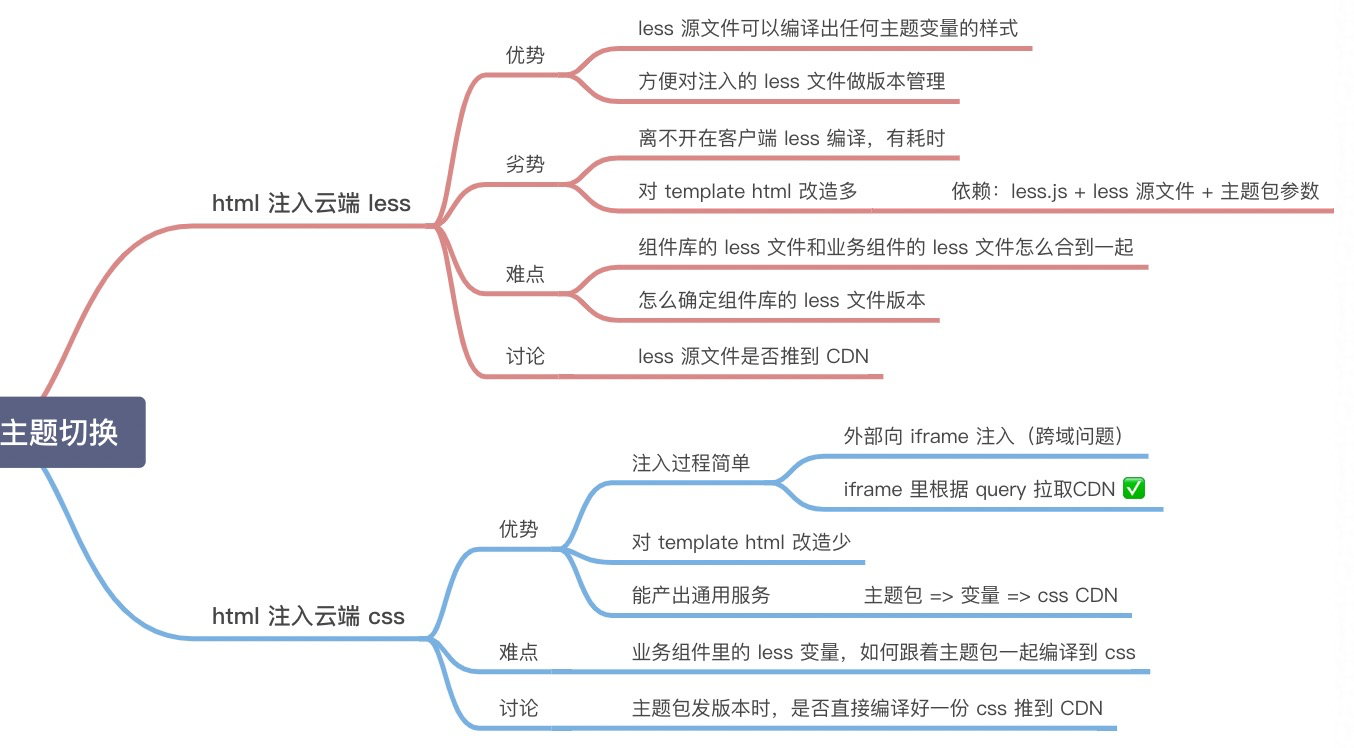 主题切换
html 注入云端 less
优势
less 源文件可以编译出任何主题变量的样式
方便对注入的 less 文件做版本管理
劣势
离不开在客户端 less 编译，有耗时
对 template html 改造多
依赖：less.js + less 源文件 + 主题包参数
难点
组件库的 less 文件和业务组件的 less 文件怎么合到一起
怎么确定组件库的 less 文件版本
讨论
less 源文件是否推到 CDN
html 注入云端 css
优势
注入过程简单
外部向 iframe 注入（跨域问题）
iframe 里根据 query 拉取CDN ✅
对 template html 改造少
能产出通用服务
主题包 => 变量 => css CDN
难点
业务组件里的 less 变量，如何跟着主题包一起编译到 css
讨论
主题包发版本时，是否直接编译好一份 css 推到 CDN